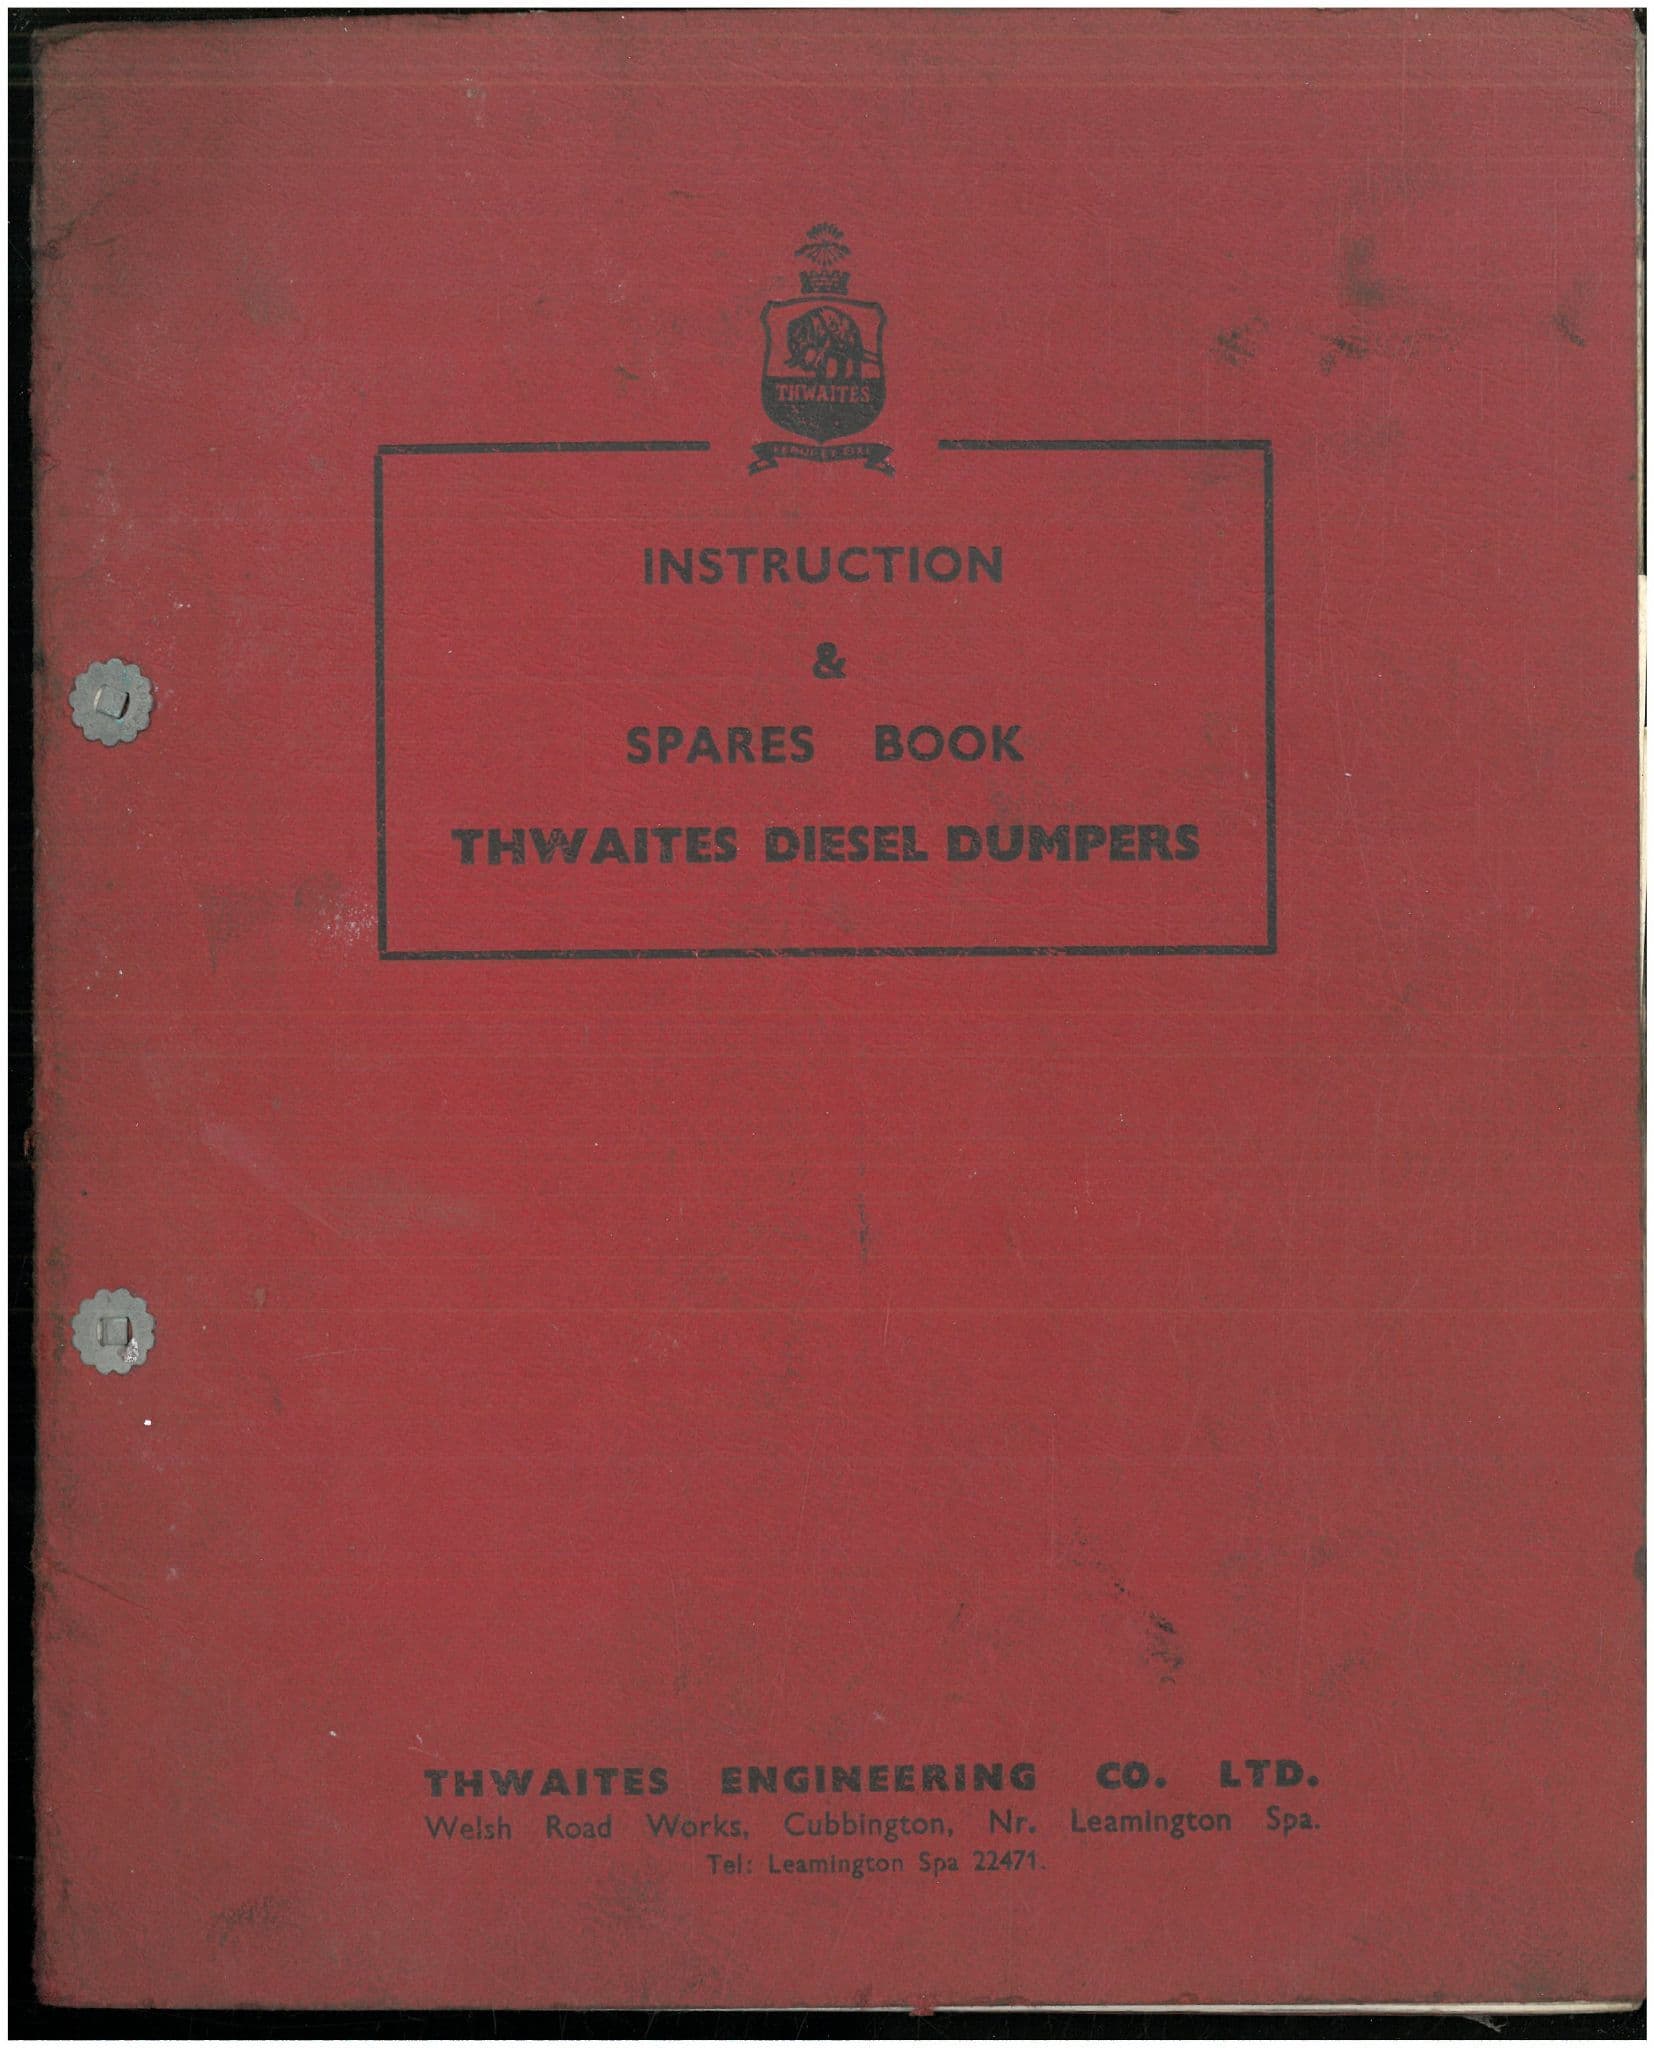 THWAITES
INSTRUCTION
&
SPARES BOOK
THWAITES DIESEL DUMPERS
THWAITES ENGINEERING CO. LTD.
Welsh Road Works, Cubbington, Nr. Leamington Spa.
Tel: Leamington Spa 22471.